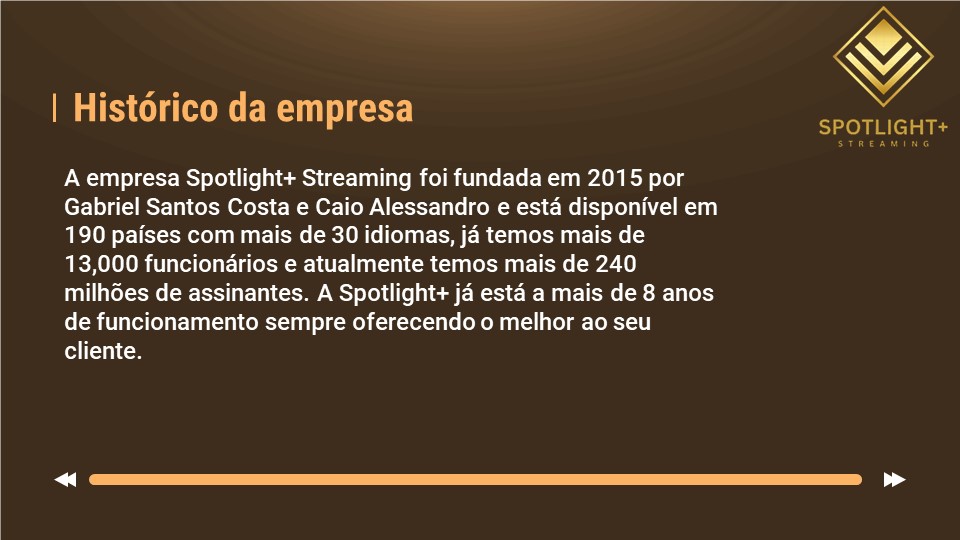 SPOTLIGHT+
STREAMING
Histórico da empresa
A empresa Spotlight+ Streaming foi fundada em 2015 por
Gabriel Santos Costa e Caio Alessandro e está disponível em
190 países com mais de 30 idiomas, já temos mais de
13,000 funcionários e atualmente temos mais de 240
milhões de assinantes. A Spotlight+ já está a mais de 8 anos
de funcionamento sempre oferecendo o melhor ao seu
cliente.